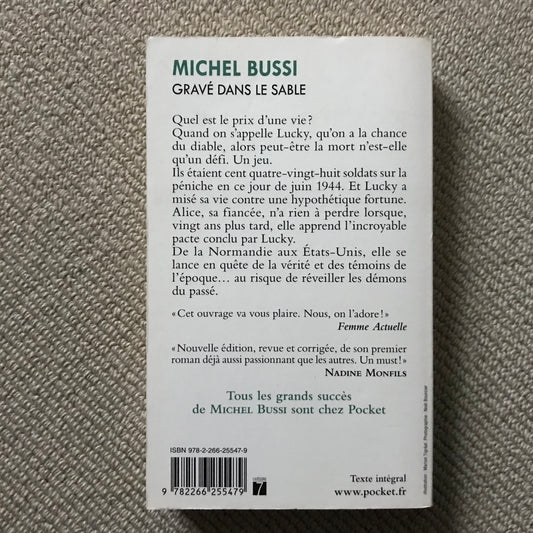 MICHEL BUSSI
GRAVÉ DANS LE SABLE
Quel est le prix d'une vie ?
Quand on s'appelle Lucky, qu'on a la chance
du diable, alors peut-être la mort n'est-elle
qu'un défi. Un jeu.
Ils étaient cent quatre-vingt-huit soldats sur la
péniche en ce jour de juin 1944. Et Lucky a
misé sa vie contre une hypothétique fortune.
Alice, sa fiancée, n'a rien à perdre lorsque,
vingt ans plus tard, elle apprend l'incroyable
pacte conclu par Lucky.
De la Normandie aux États-Unis, elle se
lance en quête de la vérité et des témoins de
l'époque… au risque de réveiller les démons
du passé.
« Cet ouvrage va vous plaire. Nous, on l'adore ! »
Femme Actuelle
« Nouvelle édition, revue et corrigée, de son premier
roman déjà aussi passionnant que les autres. Un must ! »
NADINE MONFILS
Tous les grands succès
de MICHEL BUSSI sont chez Pocket
ISBN 978-2-266-25547-9
9 782266 255479
Texte intégral
www.pocket.fr